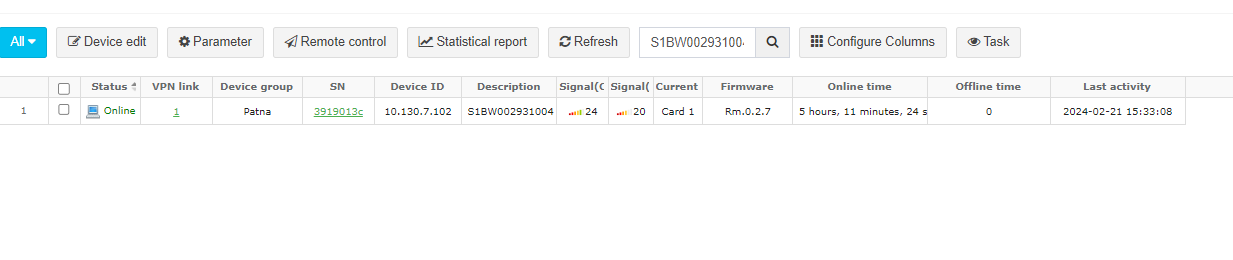 All Device edit Parameter Remote control Statistical report Refresh S1BW00293100 Configure Columns Task
Status VPN link Device group SN Device ID Description Signal(C Signal( Current Firmware Online time Offline time Last activity
1 Online 1 Patna 3919013c 10.130.7.102 S1BW002931004 24 20 Card 1 Rm.0.2.7 5 hours, 11 minutes, 24 s 0 2024-02-21 15:33:08